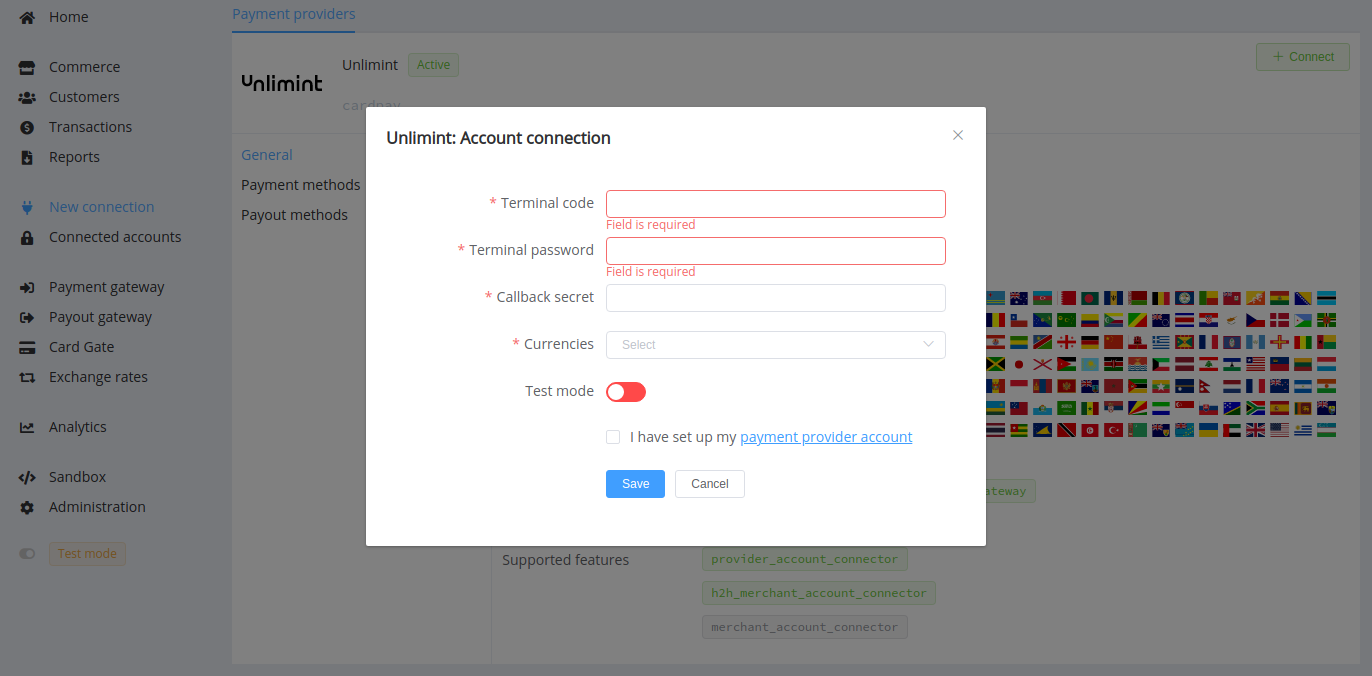 Home
Commerce
Customers
Transactions
Reports
New connection
Connected accounts
Payment gateway
Payout gateway
Card Gate
Exchange rates
Analytics
Sandbox
Administration
Test mode
Payment providers
Unlimint
Unlimint Active
+ Connect
cardpay
General
Payment methods
Payout methods
Unlimint: Account connection
* Terminal code
Field is required
* Terminal password
Field is required
* Callback secret
* Currencies Select
Test mode
I have set up my payment provider account
Save Cancel
ateway
Supported features
provider_account_connector
h2h_merchant_account_connector
merchant_account_connector